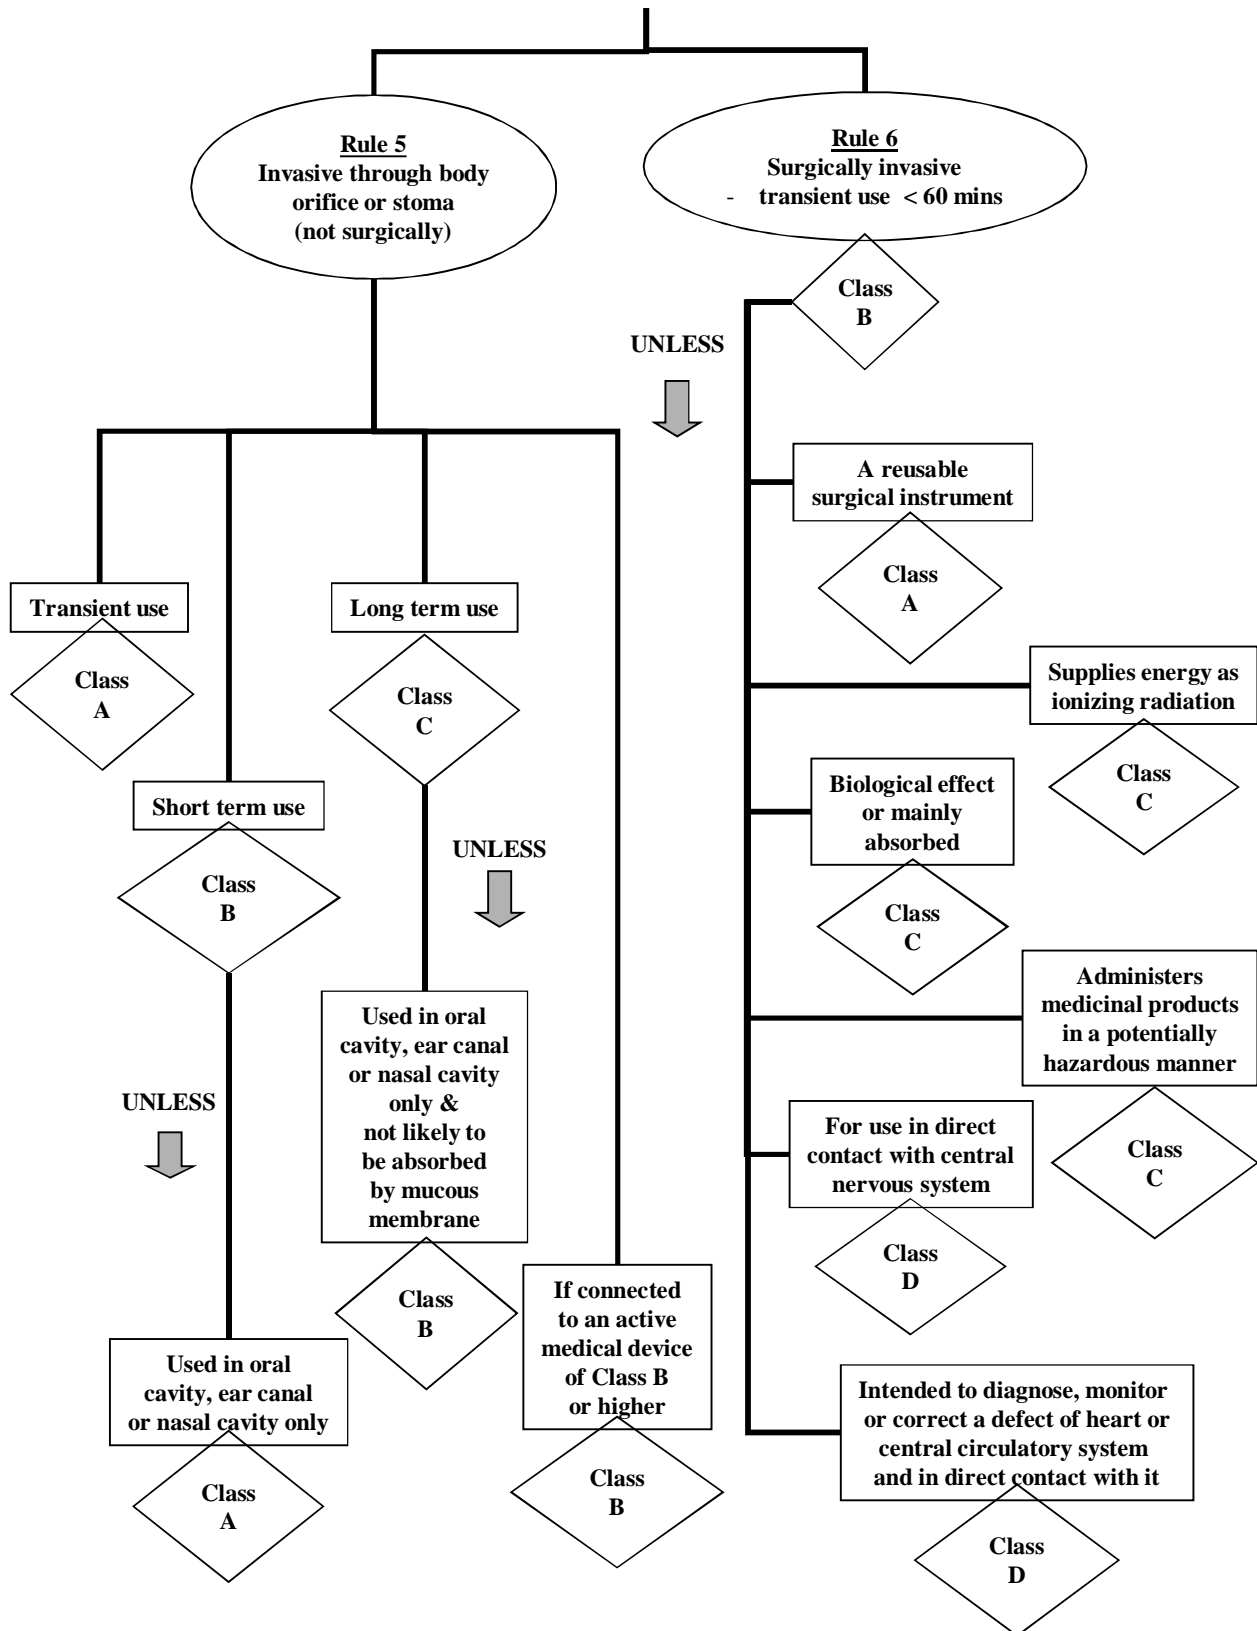 Rule 5
Invasive through body
orifice or stoma
(not surgically)
Rule 6
Surgically invasive
- transient use < 60 mins
Class
B
UNLESS
A reusable
surgical instrument
Class
A
Transient use
Class
A
Long term use
Class
C
Supplies energy as
ionizing radiation
Class
C
Short term use
Class
B
UNLESS
Biological effect
or mainly
absorbed
Class
C
Used in oral
cavity, ear canal
or nasal cavity
only &
not likely to
be absorbed
by mucous
membrane
Class
B
Administers
medicinal products
in a potentially
hazardous manner
Class
C
UNLESS
For use in direct
contact with central
nervous system
Class
D
If connected
to an active
medical device
of Class B
or higher
Class
B
Used in oral
cavity, ear canal
or nasal cavity only
Class
A
Intended to diagnose, monitor
or correct a defect of heart or
central circulatory system
and in direct contact with it
Class
D